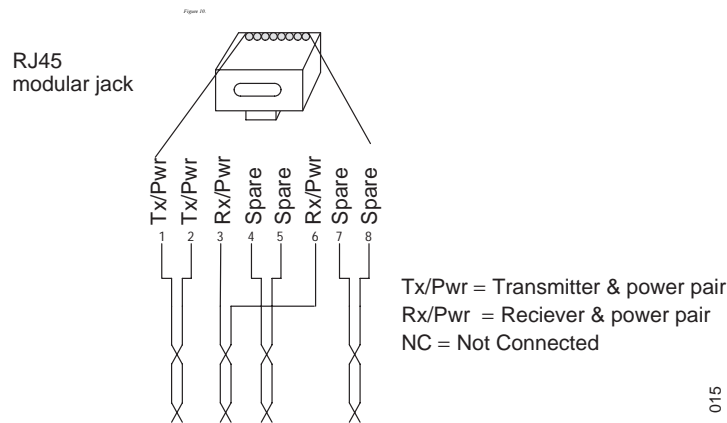 Figure 10.
RJ45
modular jack
Tx/Pwr
Tx/Pwr
Rx/Pwr
Spare
Spare
Rx/Pwr
Spare
Spare
1 2 3 4 5 6 7 8
Tx/Pwr = Transmitter & power pair
Rx/Pwr = Reciever & power pair
NC = Not Connected
015